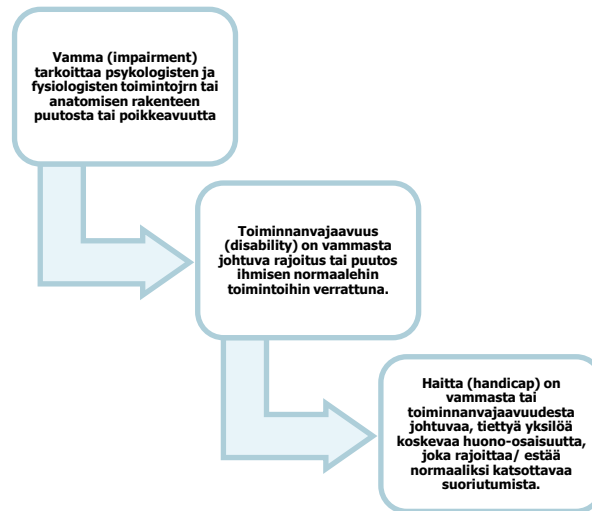 Vamma (impairment)
tarkoittaa psykologisten ja
fysiologisten toimintojrn tai
anatomisen rakenteen
puutosta tai poikkeavuutta
Toiminnanvajaavuus
(disability) on vammasta
johtuva rajoitus tai puutos
ihmisen normaalehin
toimintoihin verrattuna.
Haitta (handicap) on
vammasta tai
toiminnanvajaavuudesta
johtuvaa, tiettyä yksilöä
koskevaa huono-osaisuutta,
joka rajoittaa/ estää
normaaliksi katsottavaa
suoriutumista.